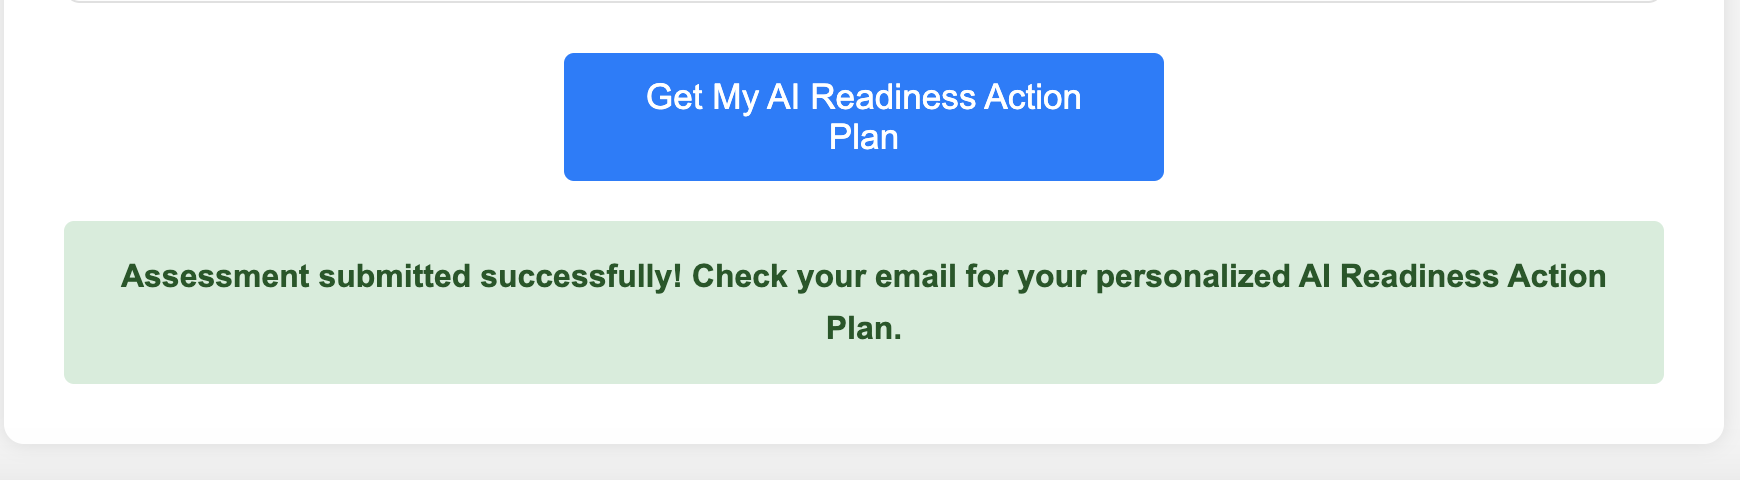 Get My AI Readiness Action
Plan
Assessment submitted successfully! Check your email for your personalized AI Readiness Action
Plan.